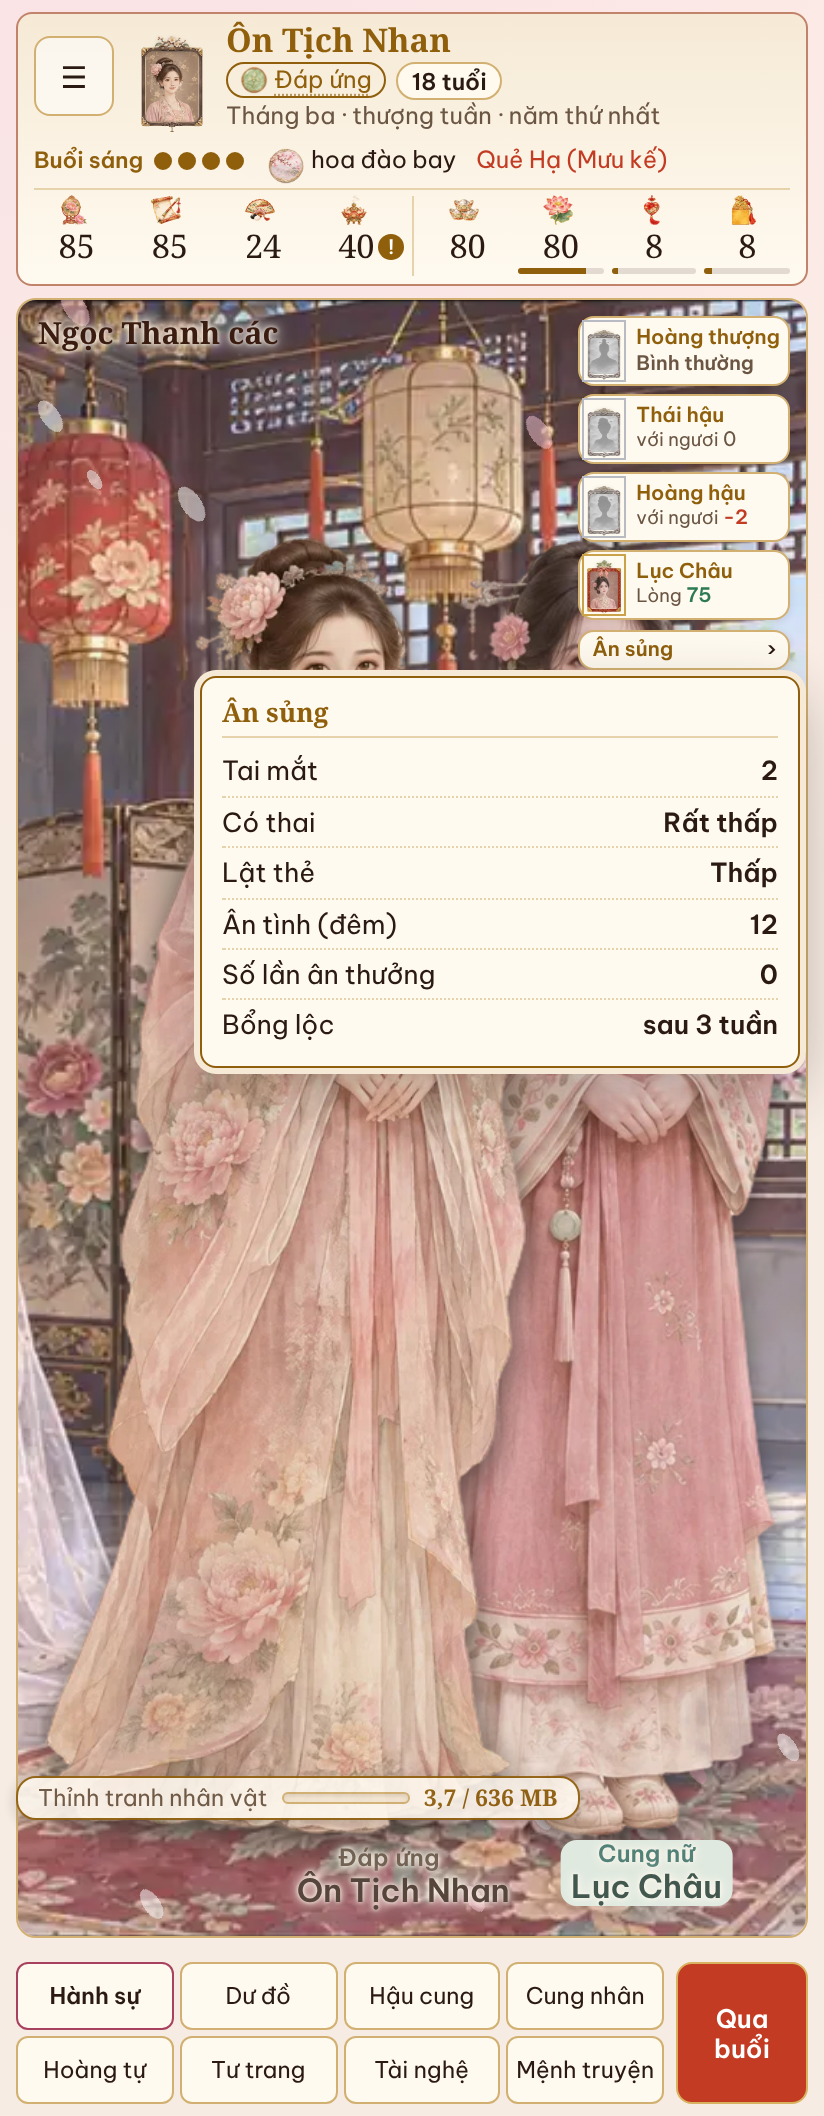 ☰
Ôn Tịch Nhan
Đáp ứng
18 tuổi
Tháng ba · thượng tuần · năm thứ nhất
Buổi sáng
hoa đào bay
Quẻ Hạ (Mưu kế)
85 85 24 40 ! 80 80 8 8
Ngọc Thanh các
Hoàng thượng
Bình thường
Thái hậu
với ngươi 0
Hoàng hậu
với ngươi -2
Lục Châu
Lòng 75
Ân sủng ›
Ân sủng
Tai mắt 2
Có thai Rất thấp
Lật thẻ Thấp
Ân tình (đêm) 12
Số lần ân thưởng 0
Bổng lộc sau 3 tuần
Thỉnh tranh nhân vật 3,7 / 636 MB
Đáp ứng
Ôn Tịch Nhan
Cung nữ
Lục Châu
Hành sự Dư đồ Hậu cung Cung nhân
Hoàng tự Tư trang Tài nghệ Mệnh truyện
Qua
buổi